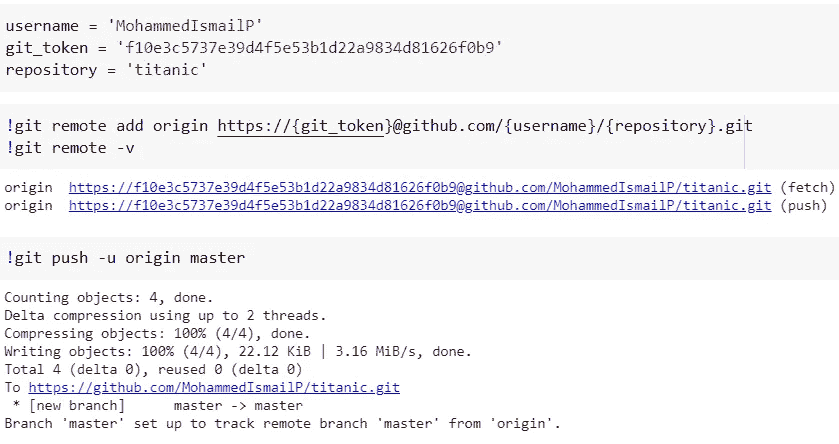 username = 'MohammedIsmailP'
git_token = 'f10e3c5737e39d4f5e53b1d22a9834d81626f0b9'
repository = 'titanic'
!git remote add origin https://{git_token}@github.com/{username}/{repository}.git
!git remote -v
origin  https://f10e3c5737e39d4f5e53b1d22a9834d81626f0b9@github.com/MohammedIsmailP/titanic.git (fetch)
origin  https://f10e3c5737e39d4f5e53b1d22a9834d81626f0b9@github.com/MohammedIsmailP/titanic.git (push)
!git push -u origin master
Counting objects: 4, done.
Delta compression using up to 2 threads.
Compressing objects: 100% (4/4), done.
Writing objects: 100% (4/4), 22.12 KiB | 3.16 MiB/s, done.
Total 4 (delta 0), reused 0 (delta 0)
To https://github.com/MohammedIsmailP/titanic.git
 * [new branch]      master -> master
Branch 'master' set up to track remote branch 'master' from 'origin'.